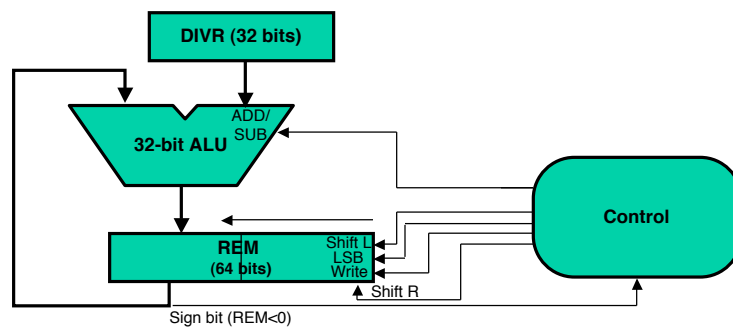 DIVR (32 bits)
ADD/
SUB
32-bit ALU
Control
REM
(64 bits)
Shift L
LSB
Write
Shift R
Sign bit (REM<0)